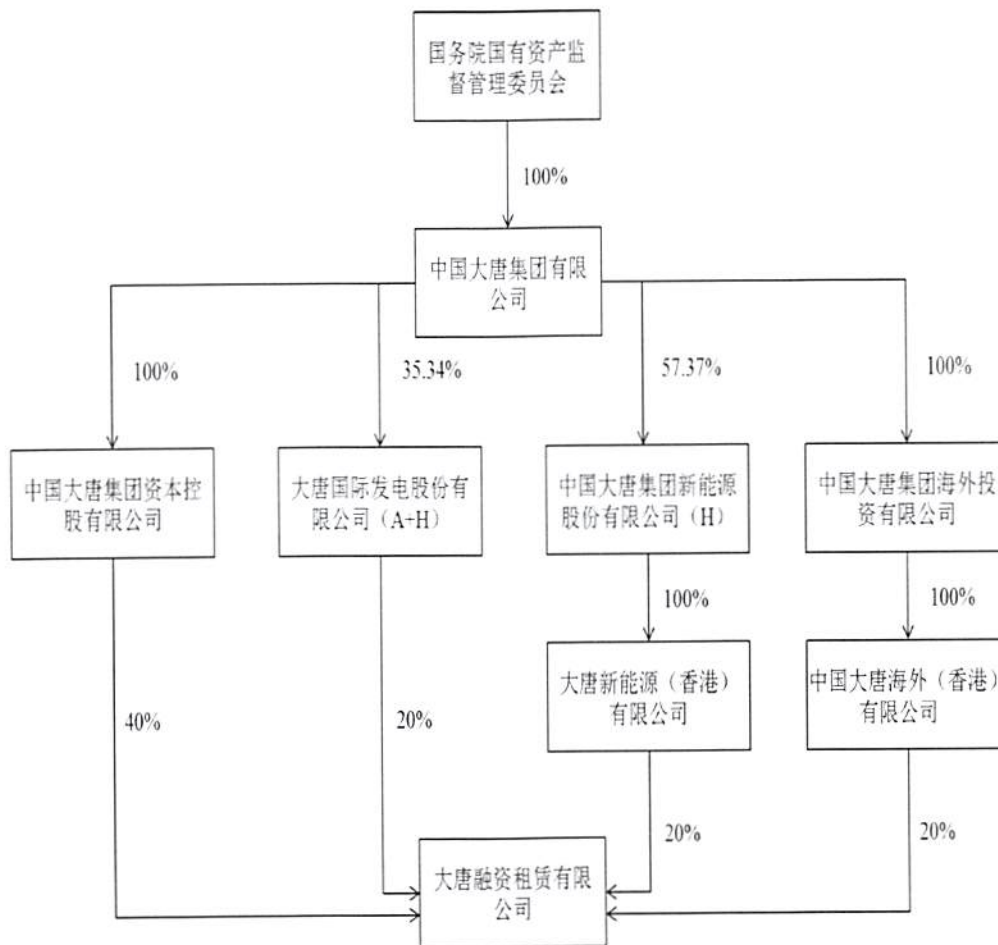 国务院国有资产监
督管理委员会
100%
中国大唐集团有限
公司
100%
35.34%
57.37%
100%
中国大唐集团资本控
股有限公司
大唐国际发电股份有
限公司（A+H）
中国大唐集团新能源
股份有限公司（H）
中国大唐集团海外投
资有限公司
100%
100%
大唐新能源（香港）
有限公司
中国大唐海外（香港）
有限公司
40%
20%
20%
20%
大唐融资租赁有限
公司